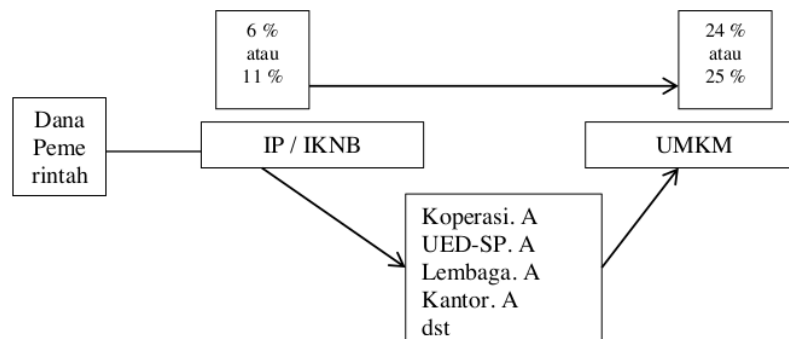 6 %
atau
11 %
24 %
atau
25 %
Dana
Peme
rintah
IP / IKNB
UMKM
Koperasi. A
UED-SP. A
Lembaga. A
Kantor. A
dst